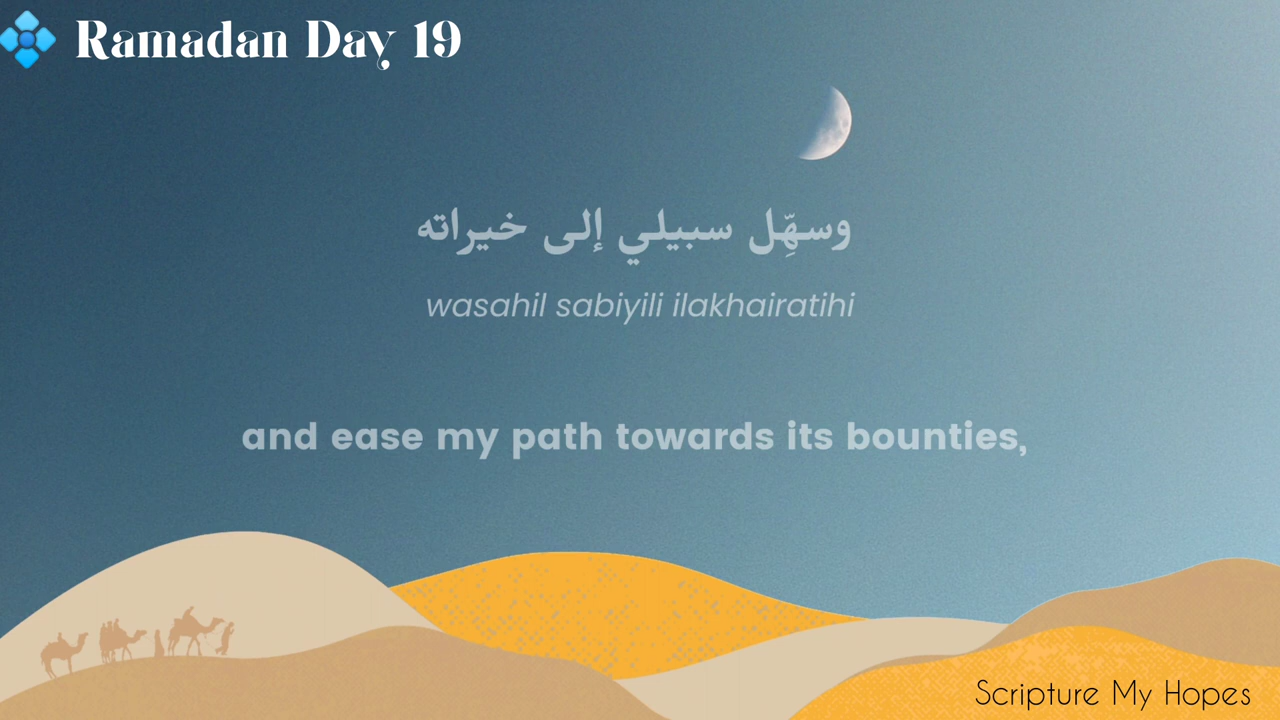 Ramadan Day 19
وسهِّل سبيلي إلى خيراته
wasahil sabiyili ilakhairatihi
and ease my path towards its bounties,
Scripture My Hopes